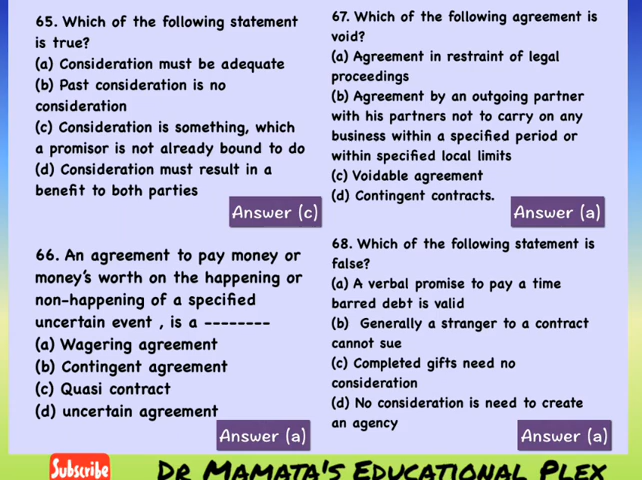 65. Which of the following statement
is true?
(a) Consideration must be adequate
(b) Past consideration is no
consideration
(c) Consideration is something, which
a promisor is not already bound to do
(d) Consideration must result in a
benefit to both parties
Answer (c)
66. An agreement to pay money or
money's worth on the happening or
non-happening of a specified
uncertain event , is a --------
(a) Wagering agreement
(b) Contingent agreement
(c) Quasi contract
(d) uncertain agreement
Answer (a)
67. Which of the following agreement is
void?
(a) Agreement in restraint of legal
proceedings
(b) Agreement by an outgoing partner
with his partners not to carry on any
business within a specified period or
within specified local limits
(c) Voidable agreement
(d) Contingent contracts.
Answer (a)
68. Which of the following statement is
false?
(a) A verbal promise to pay a time
barred debt is valid
(b) Generally a stranger to a contract
cannot sue
(c) Completed gifts need no
consideration
(d) No consideration is need to create
an agency
Answer (a)
Subscribe
DR MAMATA'S EDUCATIONAL PLEX